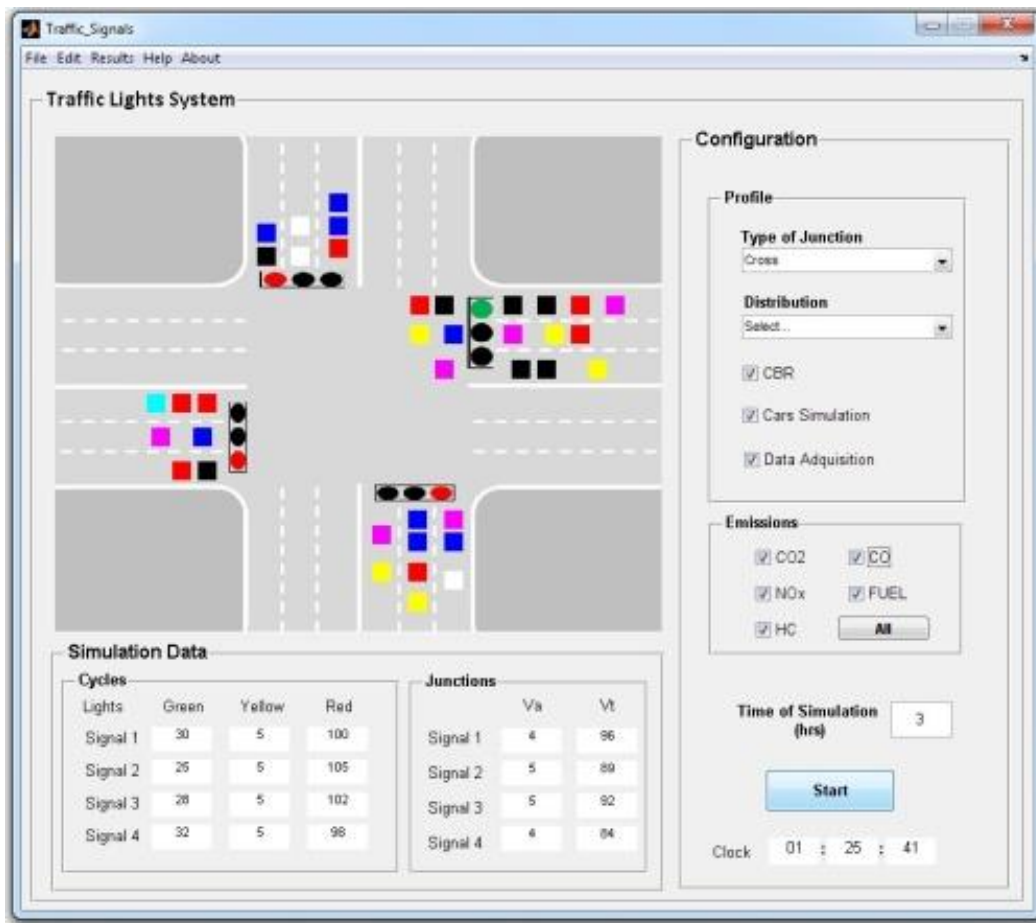 Traffic_Signals
File Edit Results Help About
Traffic Lights System
Configuration
Profile
Type of Junction
Cross
Distribution
Select...
CBR
Cars Simulation
Data Adquisition
Emissions
CO2 CO
NOx FUEL
HC All
Time of Simulation 3
(hrs)
Start
Clock 01 : 25 : 41
Simulation Data
Cycles
Lights Green Yellow Red
Signal 1 30 5 100
Signal 2 25 5 105
Signal 3 28 5 102
Signal 4 32 5 98
Junctions
Va Vt
Signal 1 4 96
Signal 2 5 89
Signal 3 5 92
Signal 4 4 84